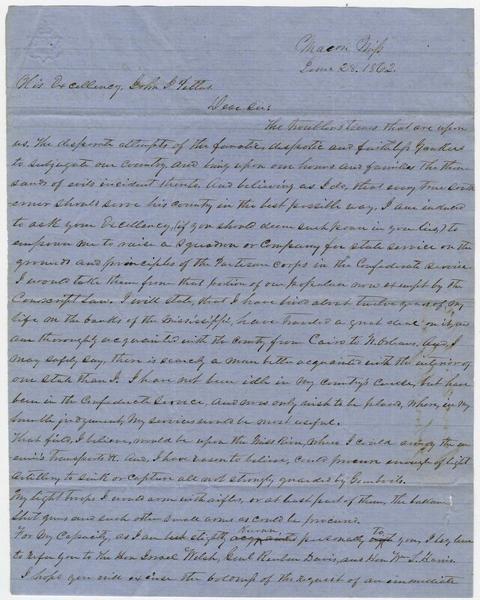 Macon Miss
June 28. 1862.
His Excellency, John J Pettus
Dear Sir:
The troublous times that are upon
us, The desperate attempts of the fanatic, despotic and faithless Yankees
to subjugate our Country and bring upon our homes and families the thou
sands of evils incident thereto. And believing as I do, that every true South
erner should serve his country in the best possible way. I am induced
to ask your Excellency, (if you should deem such power in your hands) to
empower me to raise a Squadron or Company for state service on the
grounds and principles of the Partisan corps in the Confederate service.
I would take them from that portion of our population now exempt by the
Conscript Law. I will state, that I have lived about twelve years of My
life on the banks of the Mississippi, have traveled a great deal on it, and
am thoroughly acquainted with the country from Cairo to N. Orleans. And, I
may safely say, there is scarcely a man better acquainted with the interior of
our state than I. I have not been idle in My country's Cause, but have
been in the Confederate Service, and now only wish to be placed, where, in My
humble judgement, My services would be most useful.
That field, I believe, would be upon the Miss River, where I could annoy the en
emie's transports &c. And, I have reason to believe, could procure enough of light
artillery to sink or capture all not strongly guarded by Gunboats.
My light troops I would arm with rifles, or at least part of them, the balance
Shot guns and such other small arms as could be procured.
For My Capacity, as I am but slightly known personally to you, I beg leave
to refer you to the Hon Israel Welsh, Genl Reuben Davis, and Hon Wm S. Harris.
I hope you will excuse the boldness of the request of an immediate